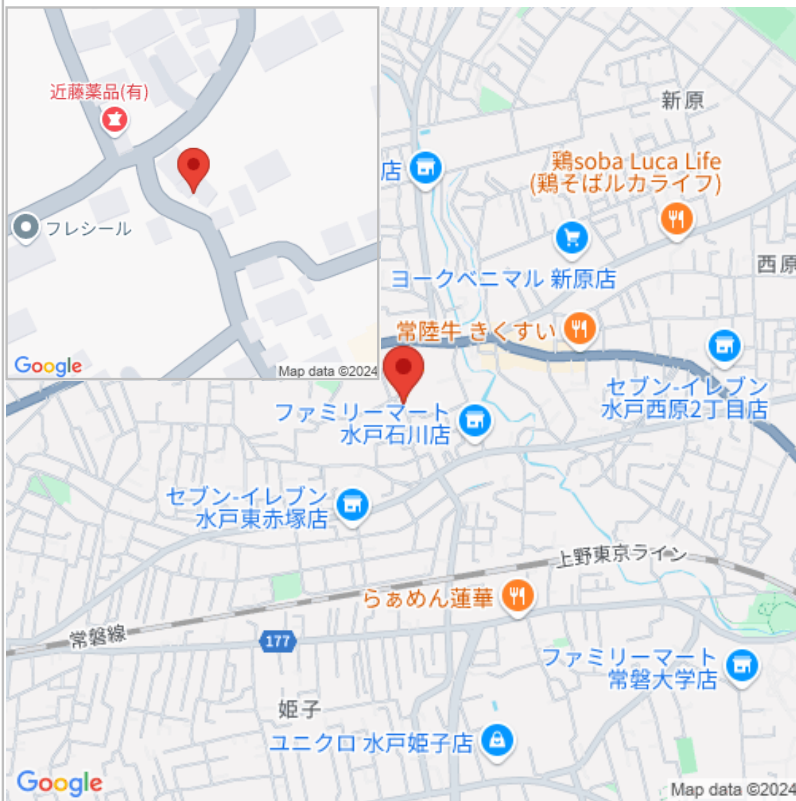 近藤薬品(有)
フレシール
Google
Map data ©2024
新原
鶏soba Luca Life
(鶏そばルカライフ)
店
ヨークベニマル 新原店
西原
常陸牛 きくすい
セブン-イレブン
水戸西原2丁目店
ファミリーマート
水戸石川店
セブン-イレブン
水戸東赤塚店
上野東京ライン
らぁめん蓮華
常磐線
177
ファミリーマート
常磐大学店
姫子
ユニクロ 水戸姫子店
Google
Map data ©2024